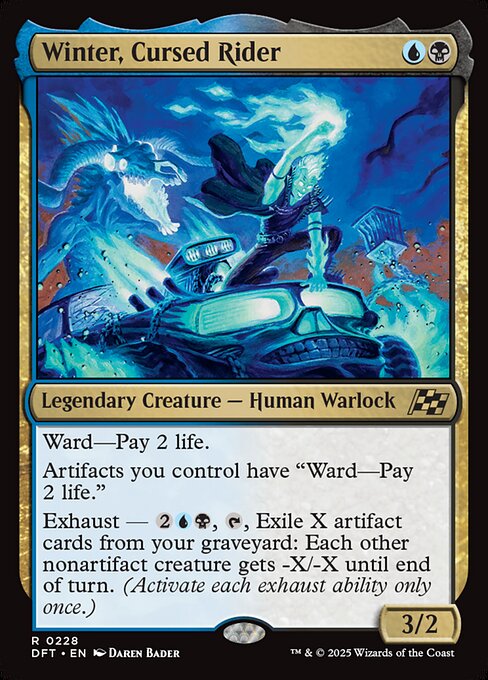 Winter, Cursed Rider
Legendary Creature — Human Warlock
Ward—Pay 2 life.
Artifacts you control have “Ward—Pay
2 life.”
Exhaust — 2, , Exile X artifact
cards from your graveyard: Each other
nonartifact creature gets -X/-X until end
of turn. (Activate each exhaust ability only
once.)
3/2
R 0228
DFT • EN DAREN BADER
™ & © 2025 Wizards of the Coast